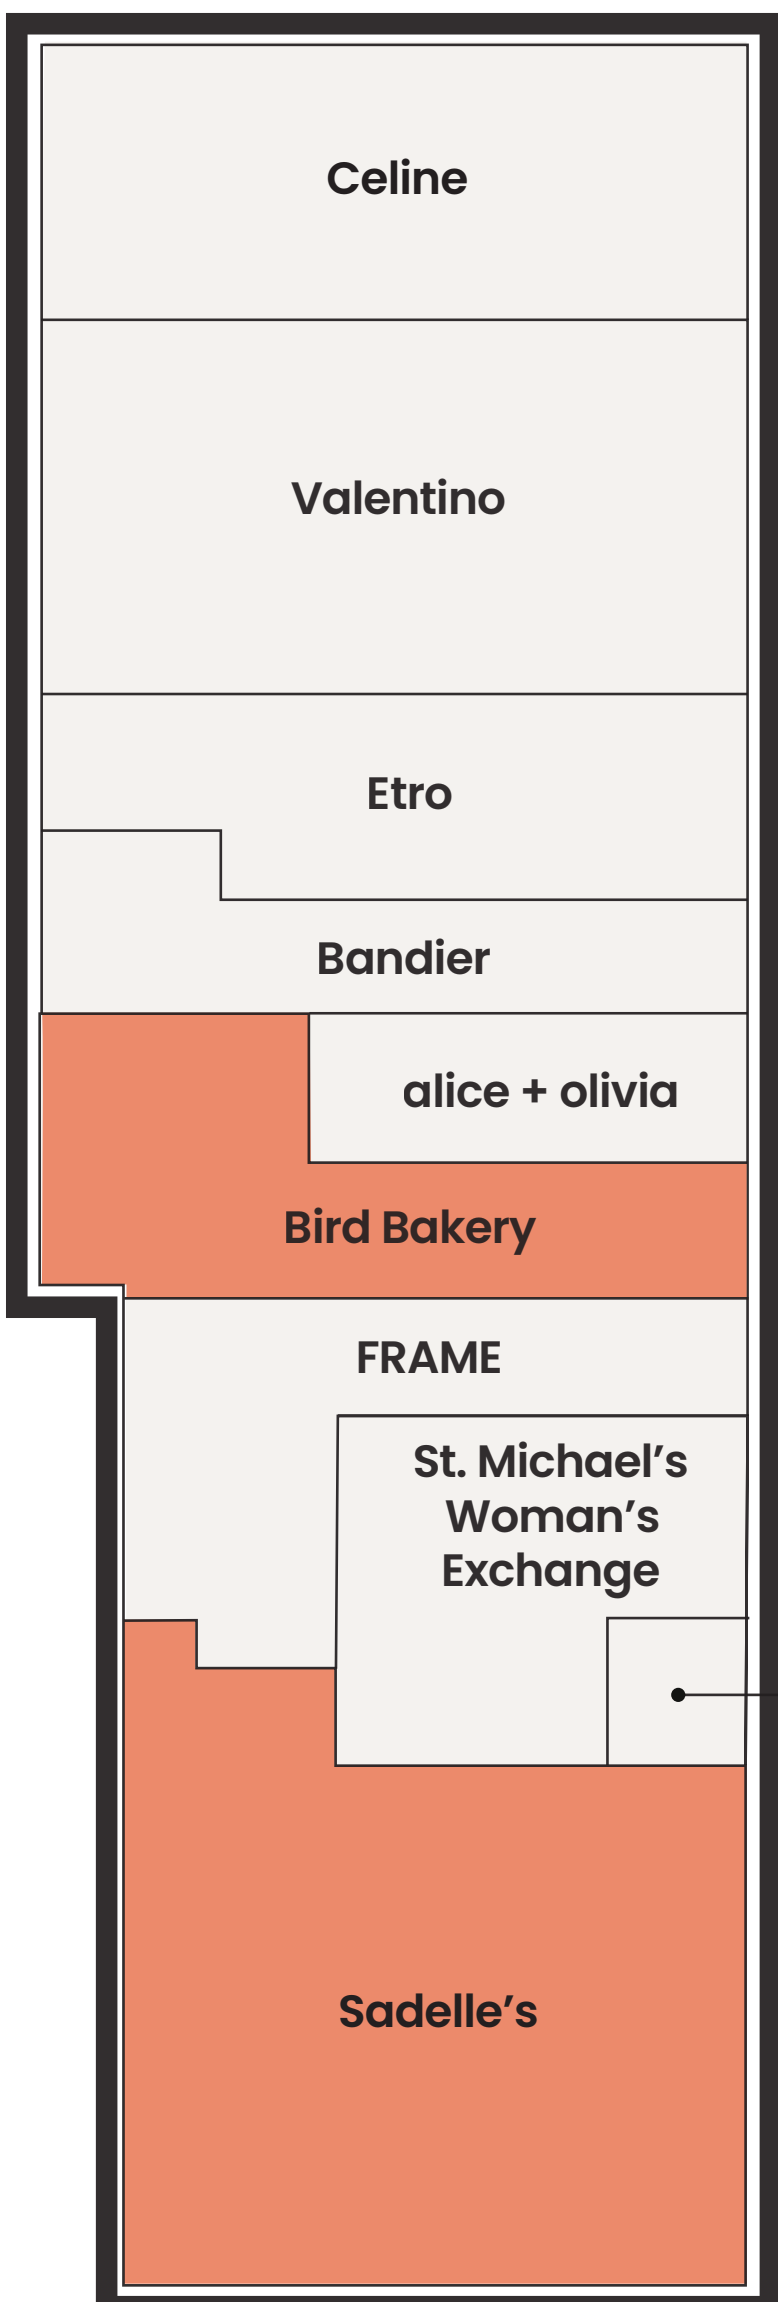 Celine
Valentino
Etro
Bandier
alice + olivia
Bird Bakery
FRAME
St. Michael’s
Woman’s
Exchange
Sadelle’s